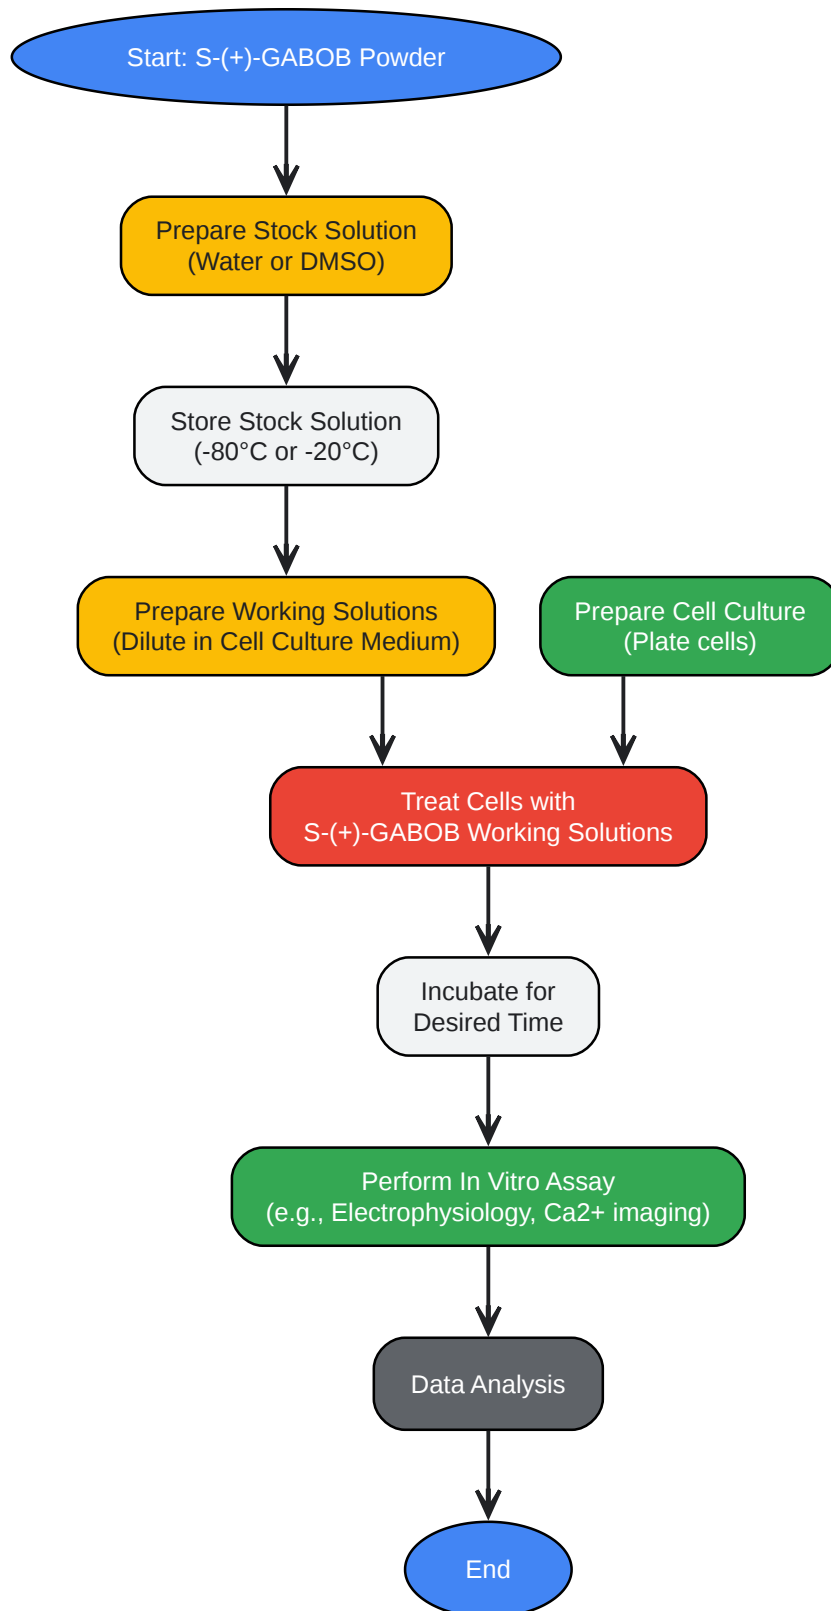 Start: S-(+)-GABOB Powder
Prepare Stock Solution
(Water or DMSO)
Store Stock Solution
(-80°C or -20°C)
Prepare Working Solutions
(Dilute in Cell Culture Medium)
Prepare Cell Culture
(Plate cells)
Treat Cells with
S-(+)-GABOB Working Solutions
Incubate for
Desired Time
Perform In Vitro Assay
(e.g., Electrophysiology, Ca2+ imaging)
Data Analysis
End